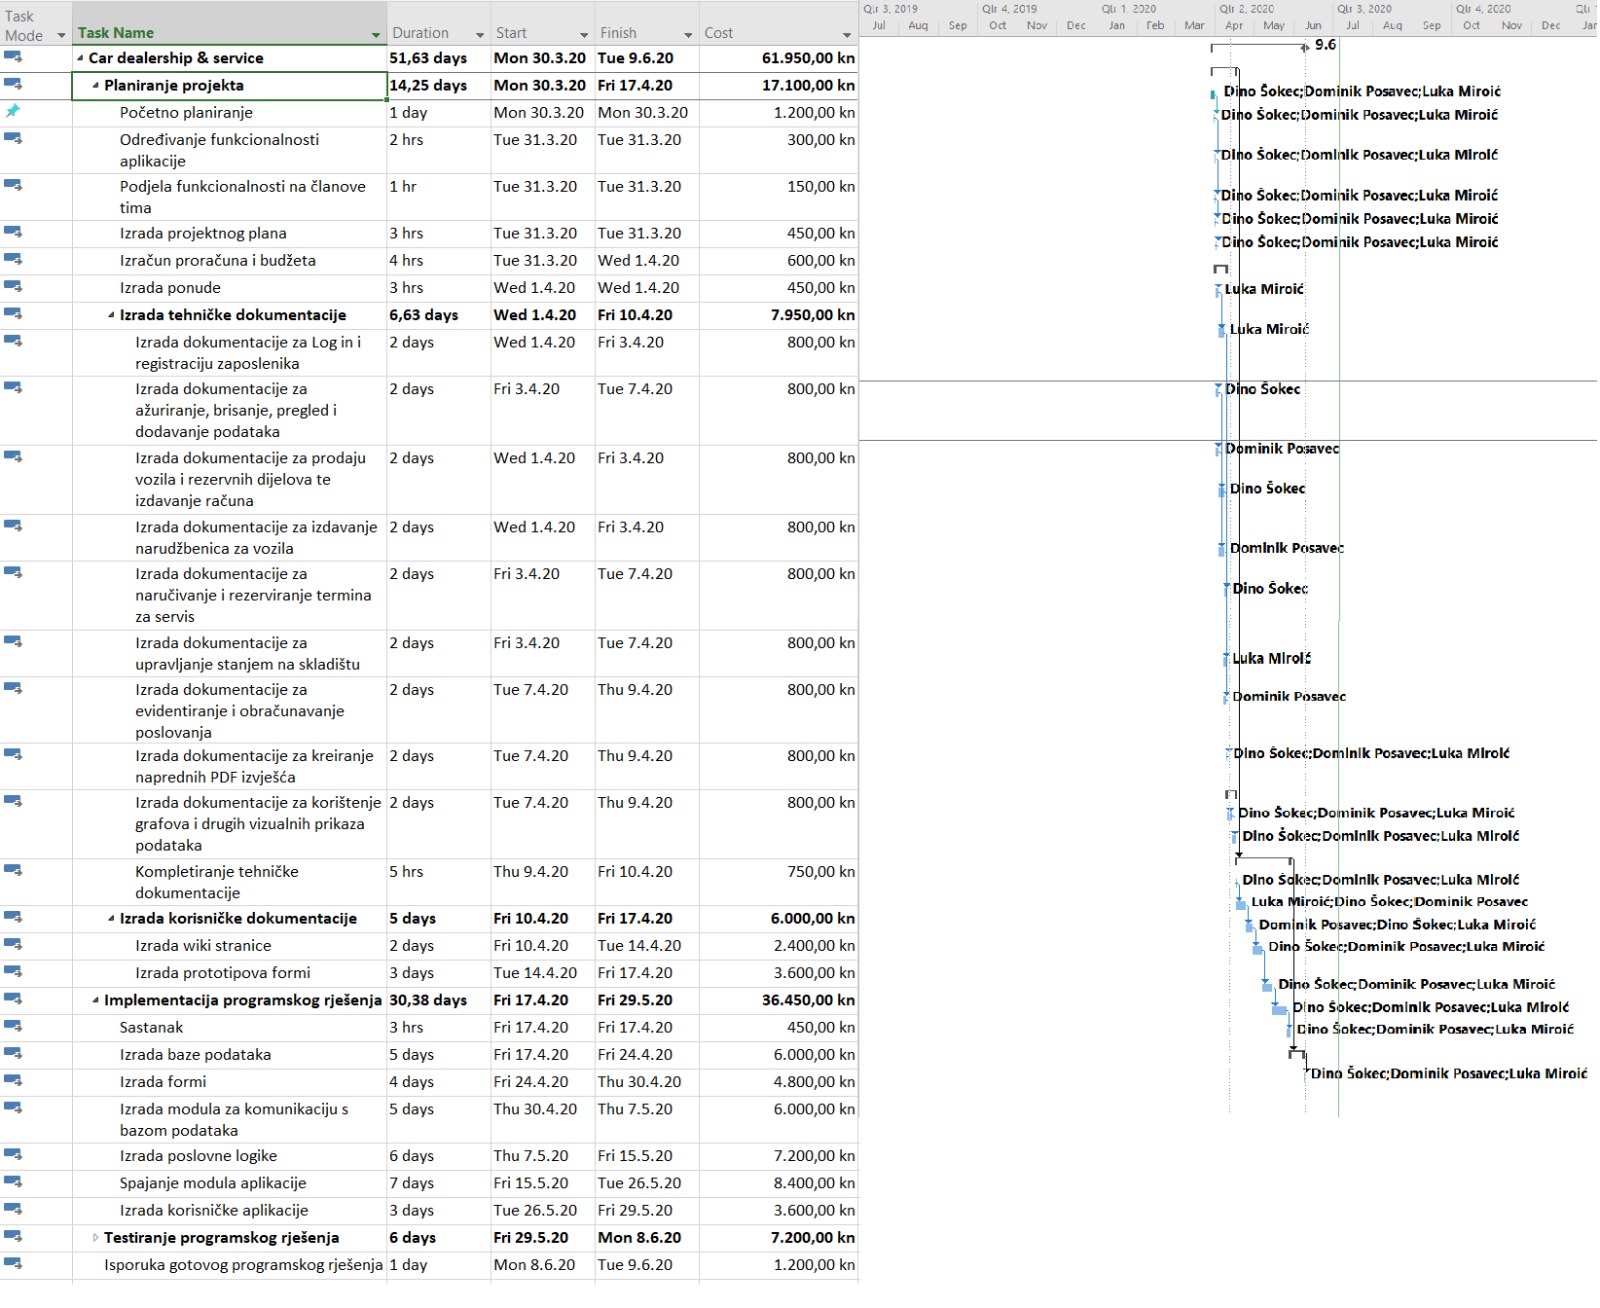 Task
Mode Task Name Duration Start Finish Cost
Car dealership & service 51,63 days Mon 30.3.20 Tue 9.6.20 61.950,00 kn
Planiranje projekta 14,25 days Mon 30.3.20 Fri 17.4.20 17.100,00 kn
Početno planiranje 1 day Mon 30.3.20 Mon 30.3.20 1.200,00 kn
Određivanje funkcionalnosti 2 hrs Tue 31.3.20 Tue 31.3.20 300,00 kn
aplikacije
Podjela funkcionalnosti na članove 1 hr Tue 31.3.20 Tue 31.3.20 150,00 kn
tima
Izrada projektnog plana 3 hrs Tue 31.3.20 Tue 31.3.20 450,00 kn
Izračun proračuna i budžeta 4 hrs Tue 31.3.20 Wed 1.4.20 600,00 kn
Izrada ponude 3 hrs Wed 1.4.20 Wed 1.4.20 450,00 kn
Izrada tehničke dokumentacije 6,63 days Wed 1.4.20 Fri 10.4.20 7.950,00 kn
Izrada dokumentacije za Log in i 2 days Wed 1.4.20 Fri 3.4.20 800,00 kn
registraciju zaposlenika
Izrada dokumentacije za 2 days Fri 3.4.20 Tue 7.4.20 800,00 kn
ažuriranje, brisanje, pregled i
dodavanje podataka
Izrada dokumentacije za prodaju 2 days Wed 1.4.20 Fri 3.4.20 800,00 kn
vozila i rezervnih dijelova te
izdavanje računa
Izrada dokumentacije za izdavanje 2 days Wed 1.4.20 Fri 3.4.20 800,00 kn
narudžbenica za vozila
Izrada dokumentacije za 2 days Fri 3.4.20 Tue 7.4.20 800,00 kn
naručivanje i rezerviranje termina
za servis
Izrada dokumentacije za 2 days Fri 3.4.20 Tue 7.4.20 800,00 kn
upravljanje stanjem na skladištu
Izrada dokumentacije za 2 days Tue 7.4.20 Thu 9.4.20 800,00 kn
evidentiranje i obračunavanje
poslovanja
Izrada dokumentacije za kreiranje 2 days Tue 7.4.20 Thu 9.4.20 800,00 kn
naprednih PDF izvješća
Izrada dokumentacije za korištenje 2 days Tue 7.4.20 Thu 9.4.20 800,00 kn
grafova i drugih vizualnih prikaza
podataka
Kompletiranje tehničke 5 hrs Thu 9.4.20 Fri 10.4.20 750,00 kn
dokumentacije
Izrada korisničke dokumentacije 5 days Fri 10.4.20 Fri 17.4.20 6.000,00 kn
Izrada wiki stranice 2 days Fri 10.4.20 Tue 14.4.20 2.400,00 kn
Izrada prototipova formi 3 days Tue 14.4.20 Fri 17.4.20 3.600,00 kn
Implementacija programskog rješenja 30,38 days Fri 17.4.20 Fri 29.5.20 36.450,00 kn
Sastanak 3 hrs Fri 17.4.20 Fri 17.4.20 450,00 kn
Izrada baze podataka 5 days Fri 17.4.20 Fri 24.4.20 6.000,00 kn
Izrada formi 4 days Fri 24.4.20 Thu 30.4.20 4.800,00 kn
Izrada modula za komunikaciju s 5 days Thu 30.4.20 Thu 7.5.20 6.000,00 kn
bazom podataka
Izrada poslovne logike 6 days Thu 7.5.20 Fri 15.5.20 7.200,00 kn
Spajanje modula aplikacije 7 days Fri 15.5.20 Tue 26.5.20 8.400,00 kn
Izrada korisničke aplikacije 3 days Tue 26.5.20 Fri 29.5.20 3.600,00 kn
Testiranje programskog rješenja 6 days Fri 29.5.20 Mon 8.6.20 7.200,00 kn
Isporuka gotovog programskog rješenja 1 day Mon 8.6.20 Tue 9.6.20 1.200,00 kn
Qtr 3, 2019 Qtr 4, 2019 Qtr 1, 2020 Qtr 2, 2020 Qtr 3, 2020 Qtr 4, 2020
Jul Aug Sep Oct Nov Dec Jan Feb Mar Apr May Jun Jul Aug Sep Oct Nov Dec
9.6
Dino Šokec;Dominik Posavec;Luka Miroić
Dino Šokec;Dominik Posavec;Luka Miroić
Dino Šokec;Dominik Posavec;Luka Miroić
Dino Šokec;Dominik Posavec;Luka Miroić
Dino Šokec;Dominik Posavec;Luka Miroić
Dino Šokec;Dominik Posavec;Luka Miroić
Luka Miroić
Luka Miroić
Dino Šokec
Dominik Posavec
Dino Šokec
Dominik Posavec
Dino Šokec
Luka Miroić
Dominik Posavec
Dino Šokec;Dominik Posavec;Luka Miroić
Dino Šokec;Dominik Posavec;Luka Miroić
Dino Šokec;Dominik Posavec;Luka Miroić
Dino Šokec;Dominik Posavec;Luka Miroić
Luka Miroić;Dino Šokec;Dominik Posavec
Dominik Posavec;Dino Šokec;Luka Miroić
Dino Šokec;Dominik Posavec;Luka Miroić
Dino Šokec;Dominik Posavec;Luka Miroić
Dino Šokec;Dominik Posavec;Luka Miroić
Dino Šokec;Dominik Posavec;Luka Miroić
Dino Šokec;Dominik Posavec;Luka Miroić